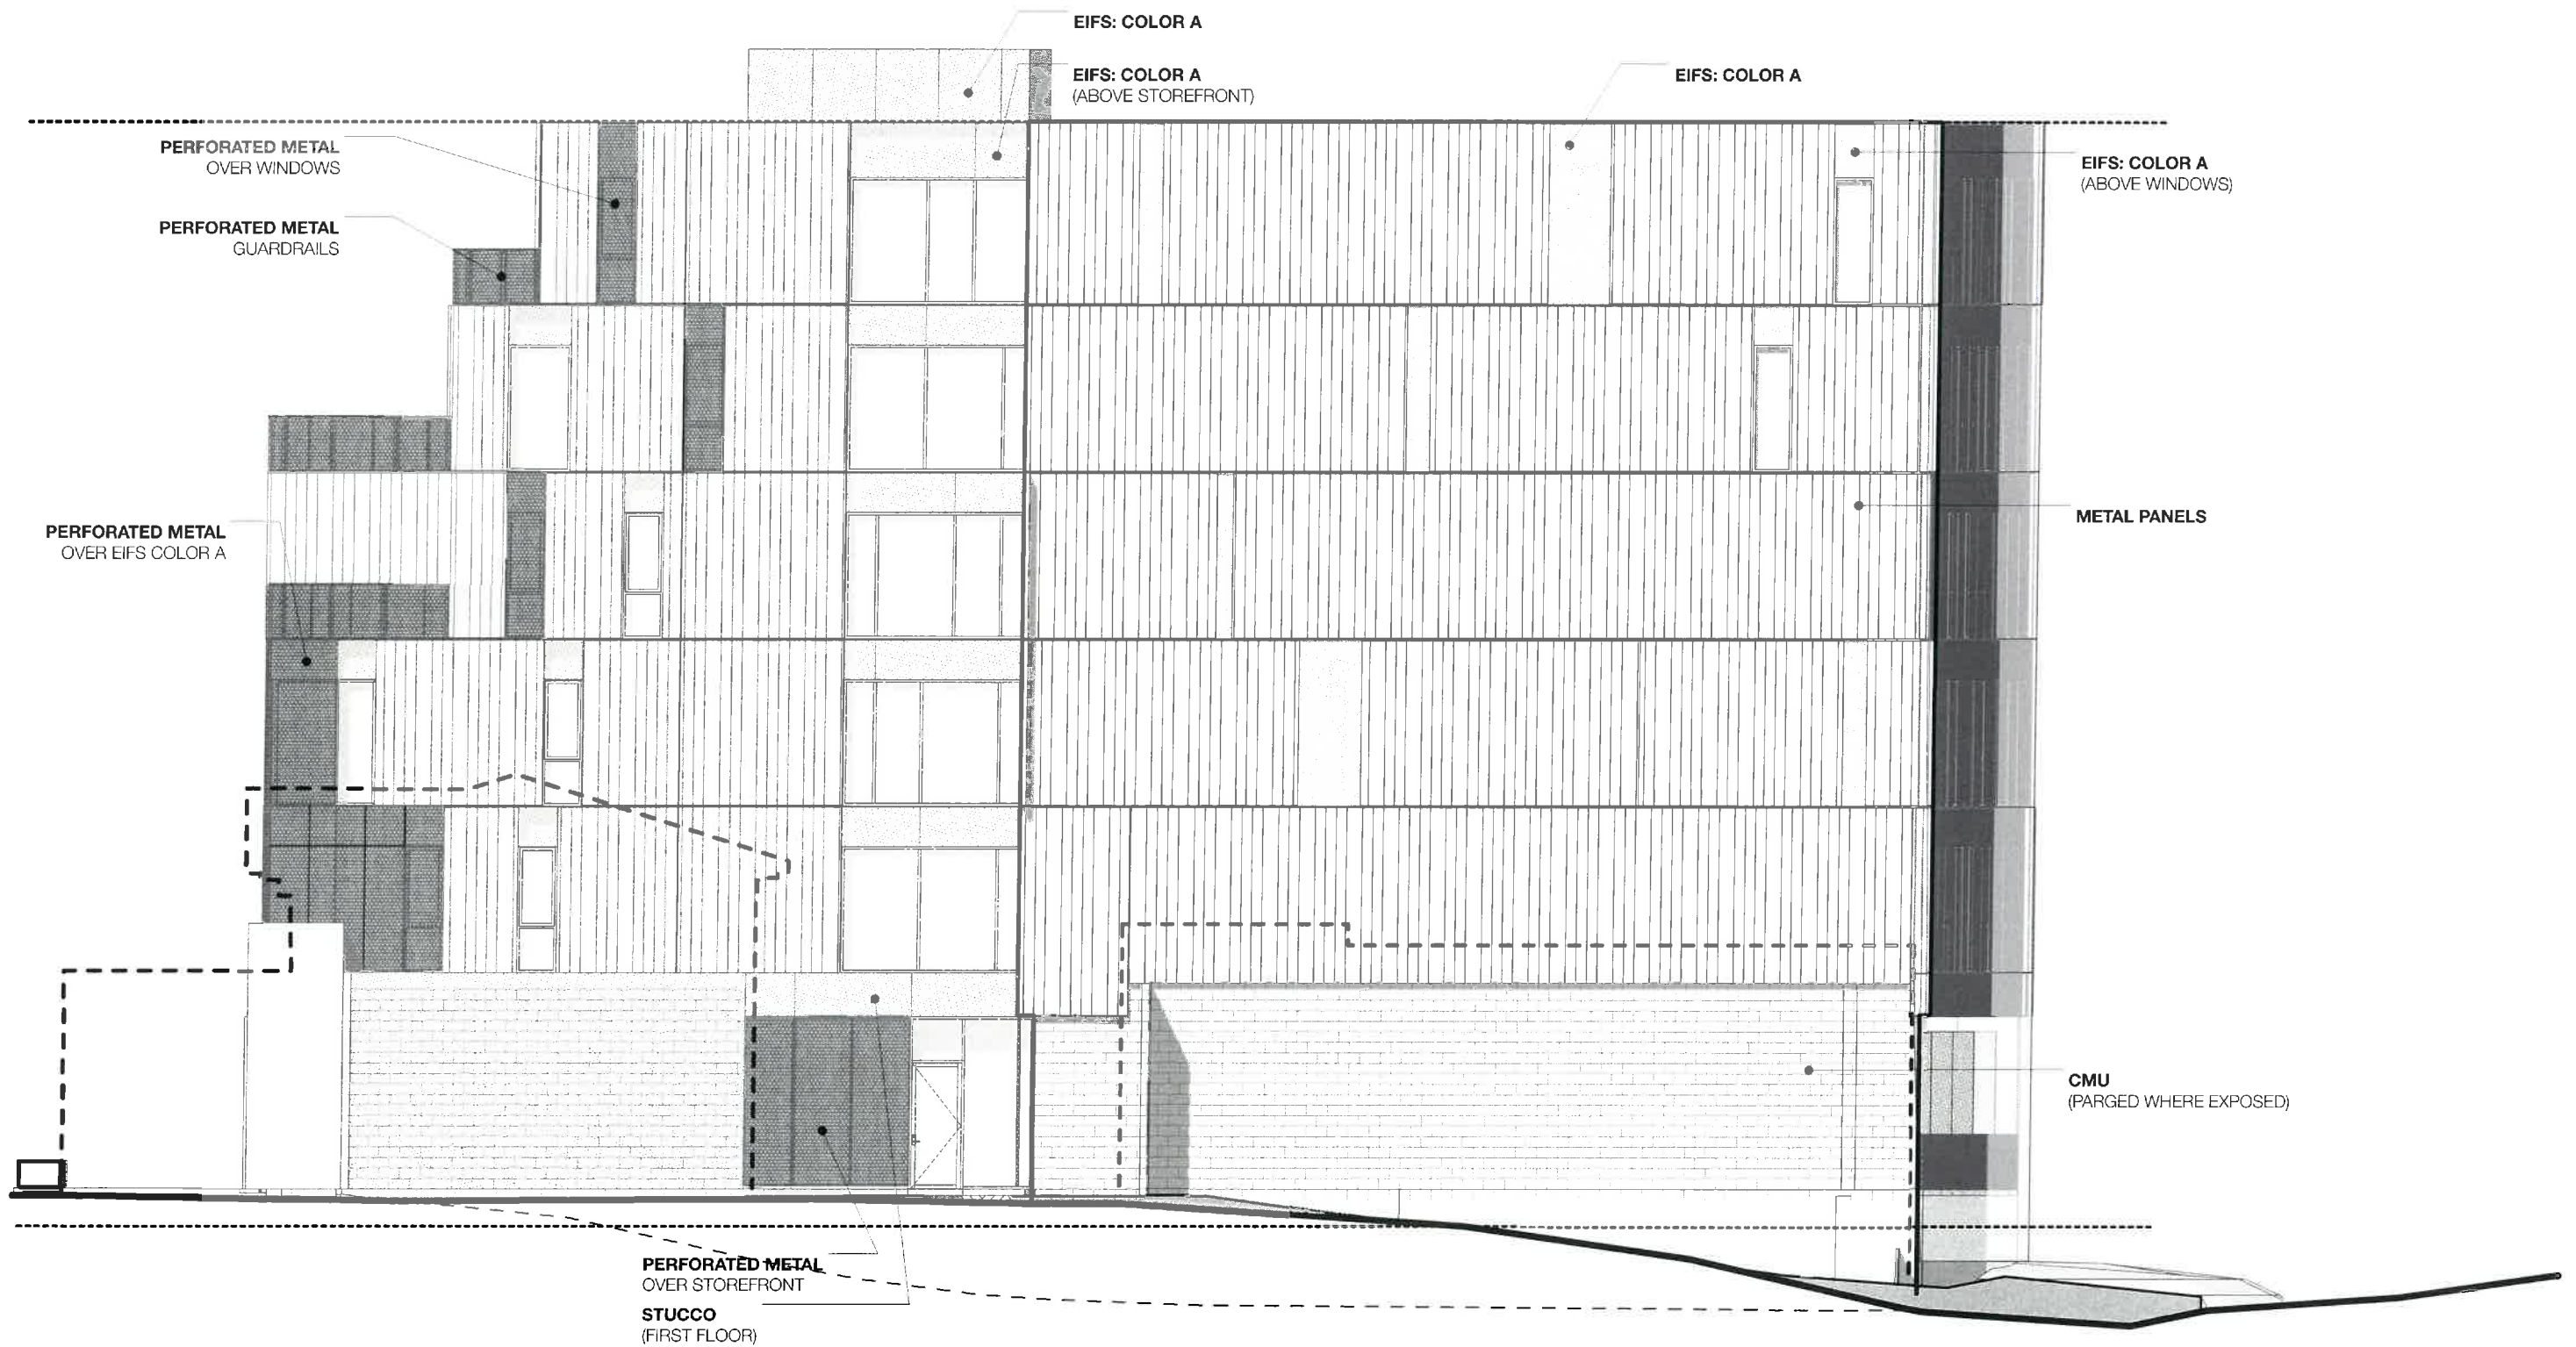 EIFS: COLOR A
EIFS: COLOR A
(ABOVE STOREFRONT)
EIFS: COLOR A
PERFORATED METAL
OVER WINDOWS
EIFS: COLOR A
(ABOVE WINDOWS)
PERFORATED METAL
GUARDRAILS
METAL PANELS
PERFORATED METAL
OVER EIFS COLOR A
CMU
(PARGED WHERE EXPOSED)
PERFORATED METAL
OVER STOREFRONT
STUCCO
(FIRST FLOOR)